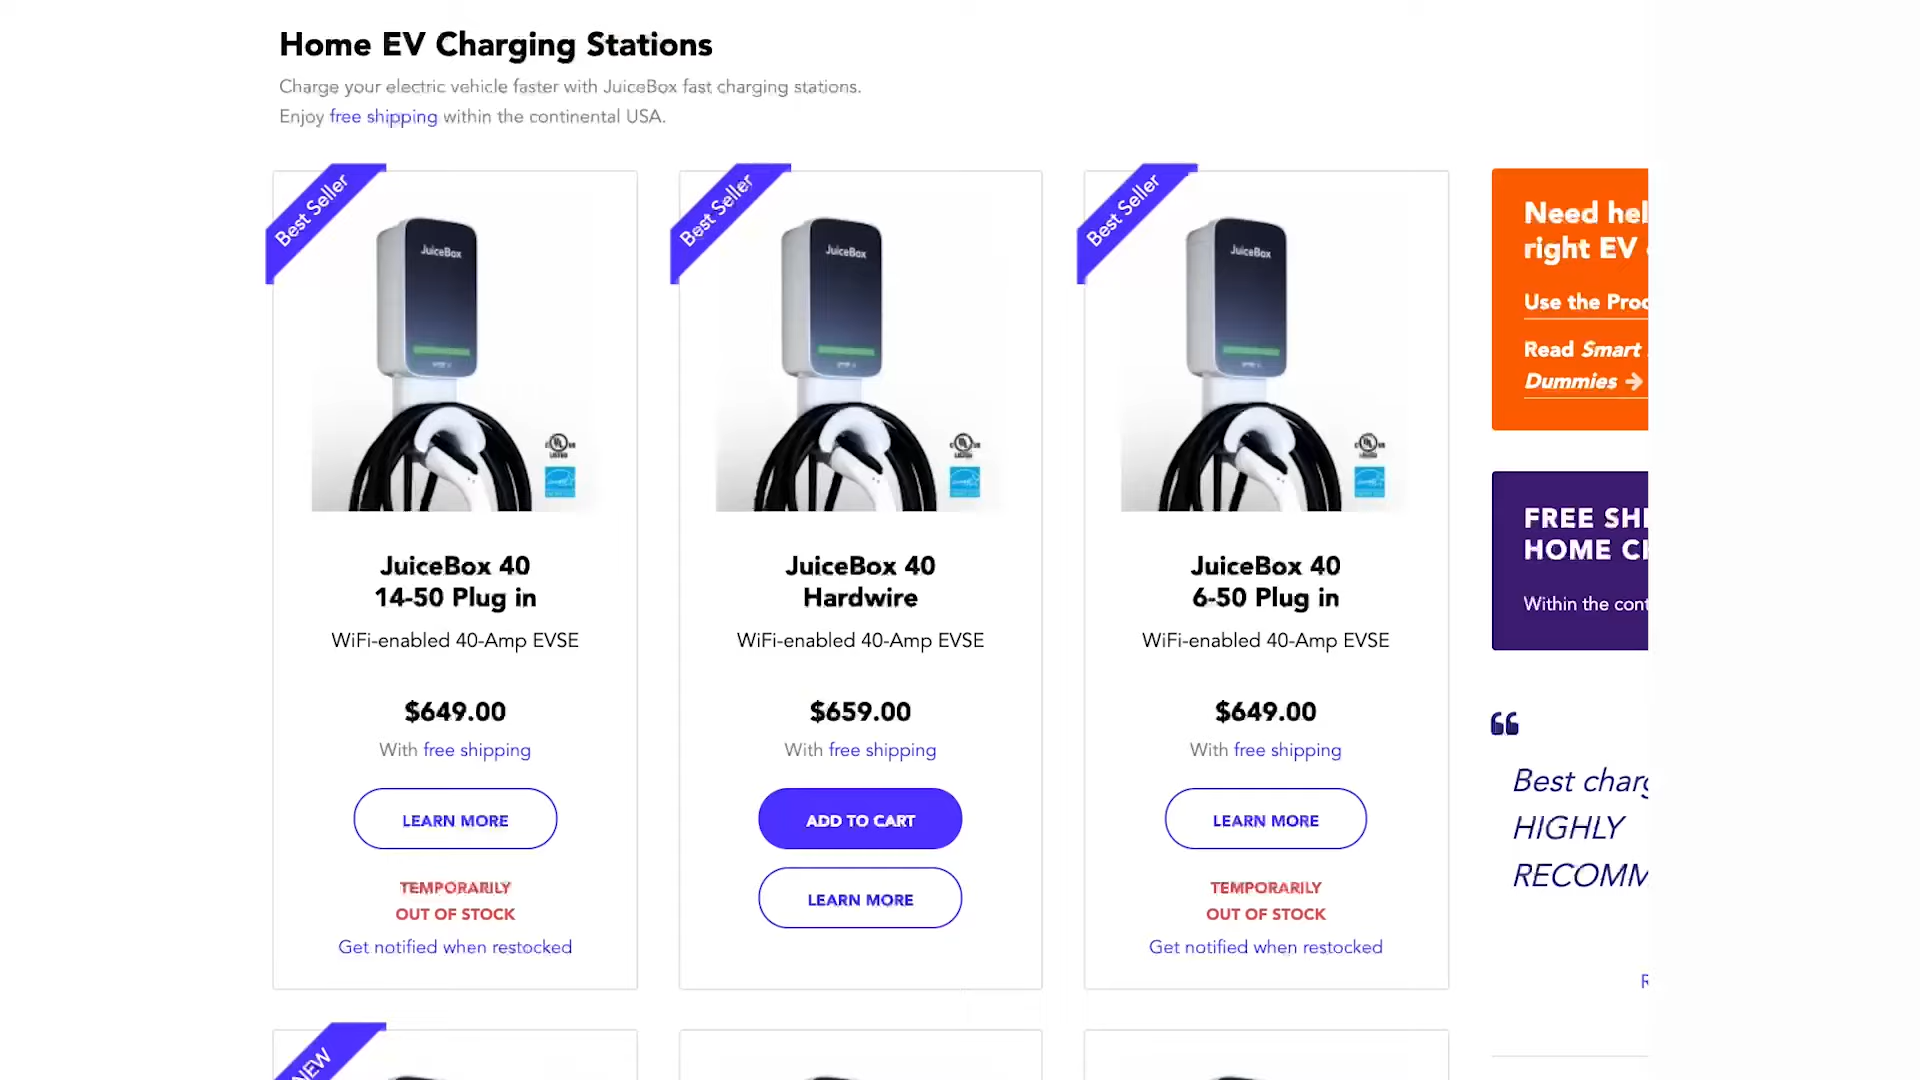 Home EV Charging Stations
Charge your electric vehicle faster with JuiceBox fast charging stations.
Enjoy free shipping within the continental USA.
Best Seller
JuiceBox
JuiceBox 40
14-50 Plug in
WiFi-enabled 40-Amp EVSE
$649.00
With free shipping
LEARN MORE
TEMPORARILY
OUT OF STOCK
Get notified when restocked
Best Seller
JuiceBox
JuiceBox 40
Hardwire
WiFi-enabled 40-Amp EVSE
$659.00
With free shipping
ADD TO CART
LEARN MORE
Best Seller
JuiceBox
JuiceBox 40
6-50 Plug in
WiFi-enabled 40-Amp EVSE
$649.00
With free shipping
LEARN MORE
TEMPORARILY
OUT OF STOCK
Get notified when restocked
Need hel
right EV
Use the Proc
Read Smart
Dummies →
FREE SHI
HOME C
Within the cont
“
Best charg
HIGHLY
RECOMM
R
NEW